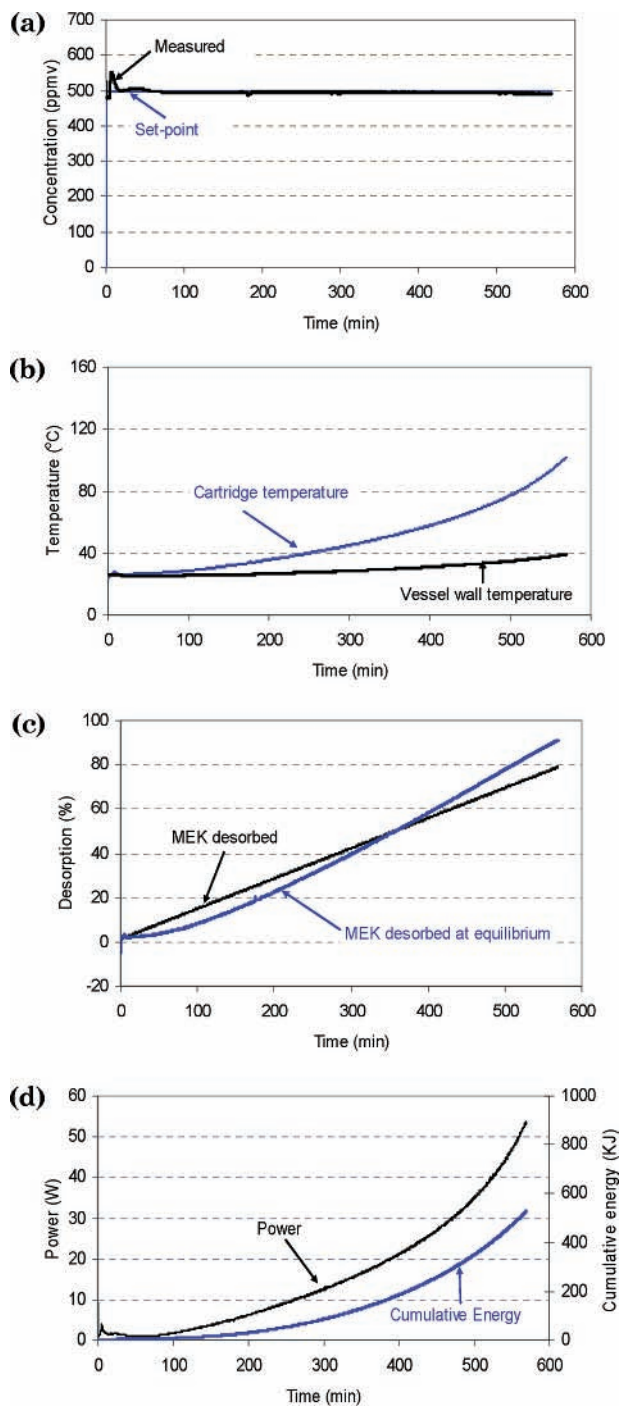 (a)
Concentration (ppmv)
700
600
500
400
300
200
100
0
Measured
Set-point
0 100 200 300 400 500 600
Time (min)
(b)
Temperature (°C)
160
120
80
40
0
Cartridge temperature
Vessel wall temperature
0 100 200 300 400 500 600
Time (min)
(c)
Desorption (%)
100
80
60
40
20
0
-20
MEK desorbed
MEK desorbed at equilibrium
0 100 200 300 400 500 600
Time (min)
(d)
Power (W)
60
50
40
30
20
10
0
Power
Cumulative Energy
1000
800
600
400
200
0
Cumulative energy (KJ)
0 100 200 300 400 500 600
Time (min)